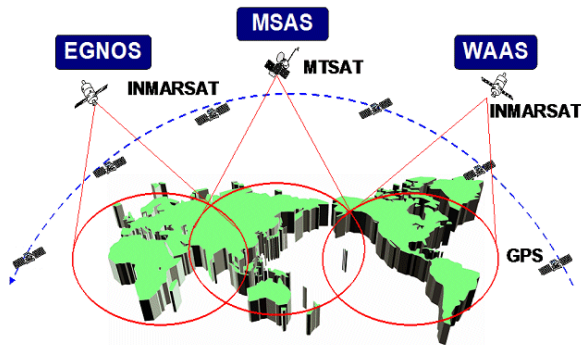 MSAS
EGNOS
WAAS
MTSAT
INMARSAT
INMARSAT
GPS